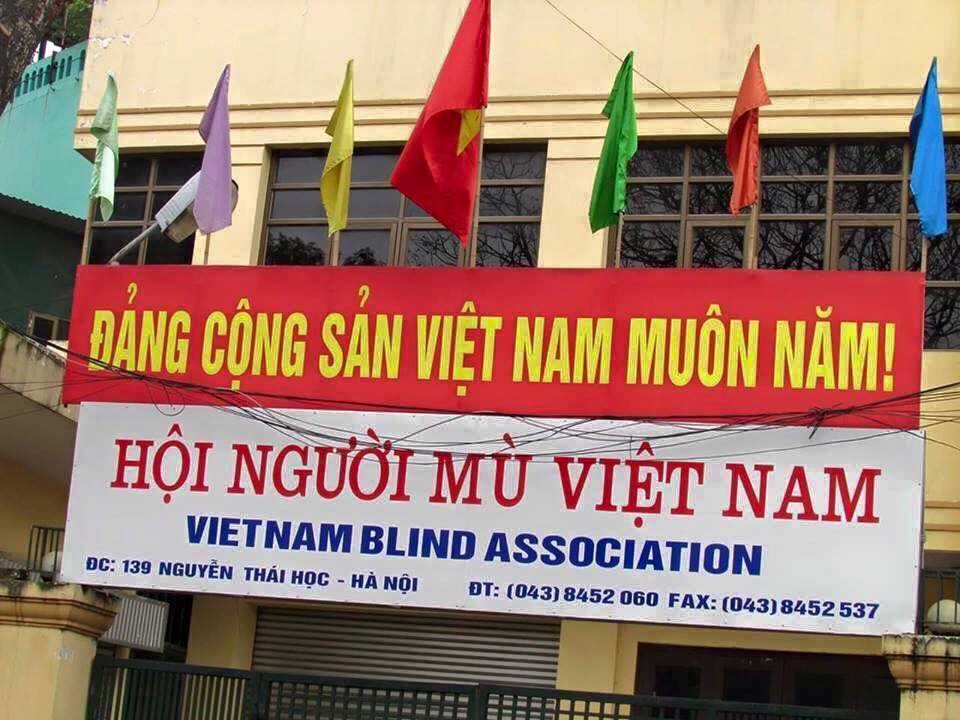 ĐẢNG CỘNG SẢN VIỆT NAM MUÔN NĂM!
HỘI NGƯỜI MÙ VIỆT NAM
VIETNAM BLIND ASSOCIATION
ĐC: 139 NGUYỄN THÁI HỌC - HÀ NỘI ĐT: (043) 8452 060 FAX: (043) 8452 537